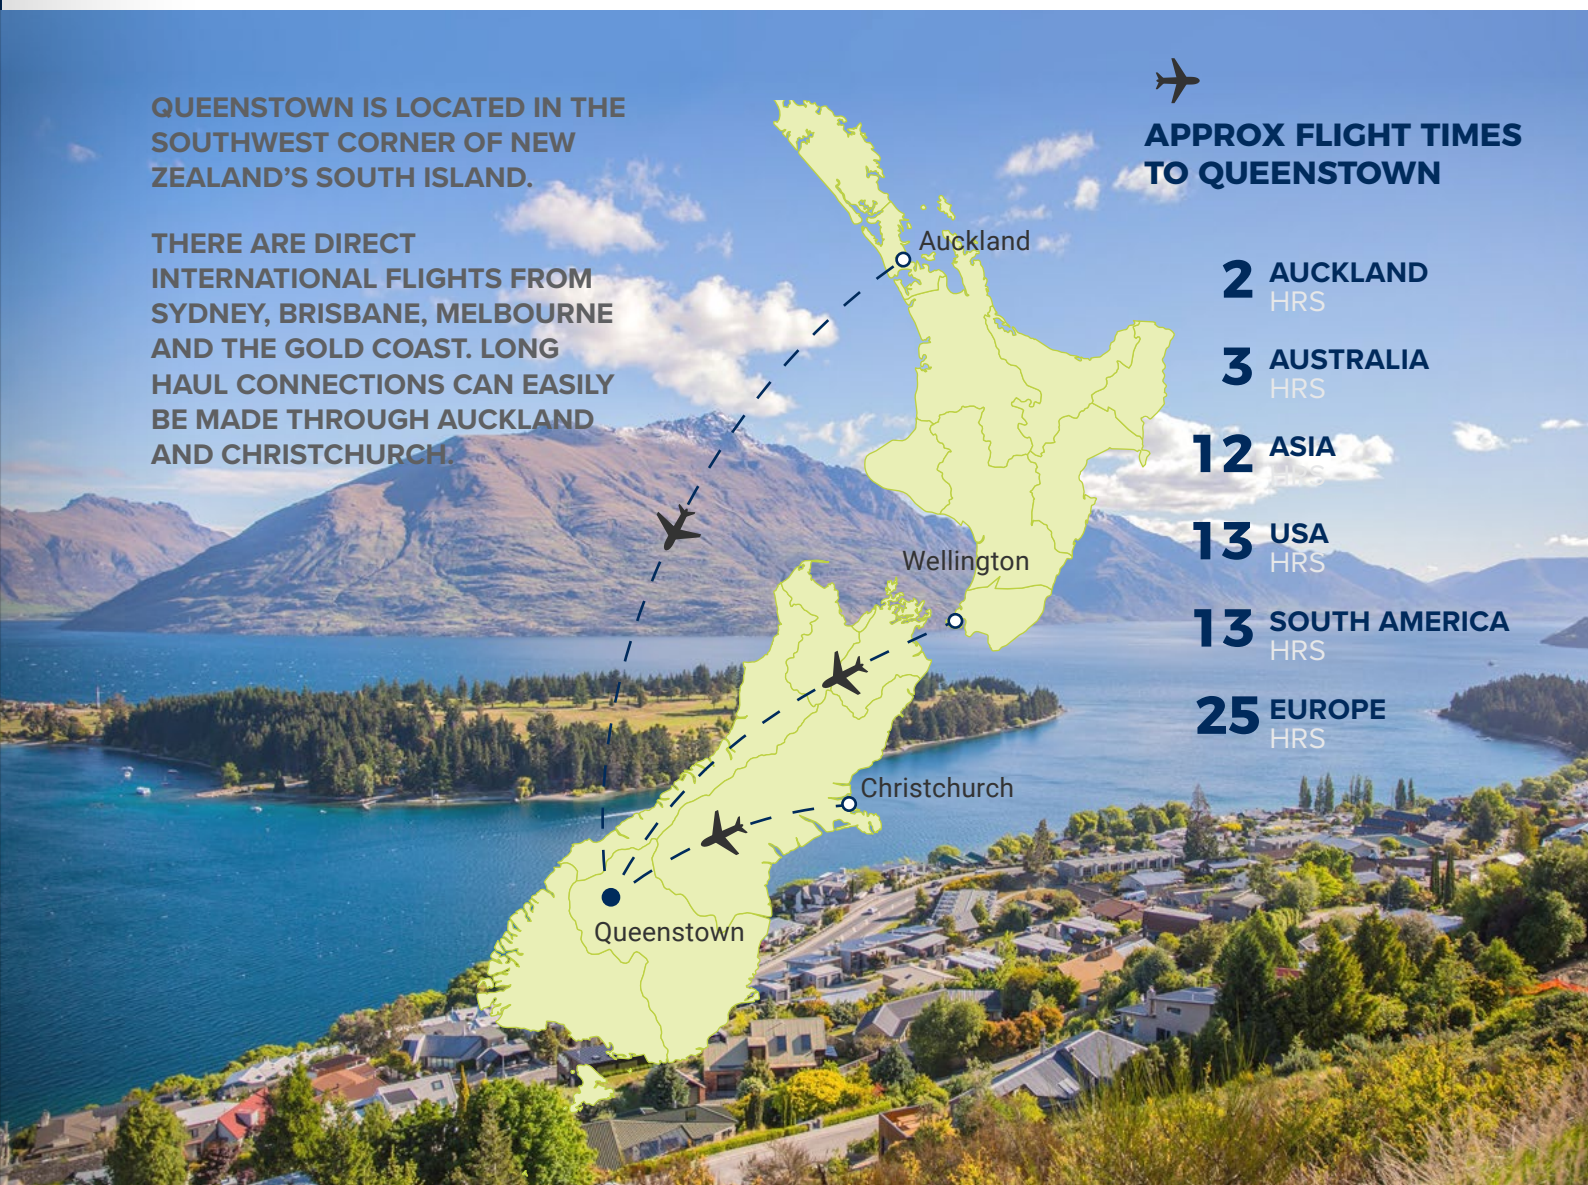 QUEENSTOWN IS LOCATED IN THE
SOUTHWEST CORNER OF NEW
ZEALAND’S SOUTH ISLAND.
THERE ARE DIRECT
INTERNATIONAL FLIGHTS FROM
SYDNEY, BRISBANE, MELBOURNE
AND THE GOLD COAST. LONG
HAUL CONNECTIONS CAN EASILY
BE MADE THROUGH AUCKLAND
AND CHRISTCHURCH.
Auckland
Wellington
Christchurch
Queenstown
APPROX FLIGHT TIMES
TO QUEENSTOWN
2 AUCKLAND
HRS
3 AUSTRALIA
HRS
12 ASIA
HRS
13 USA
HRS
13 SOUTH AMERICA
HRS
25 EUROPE
HRS